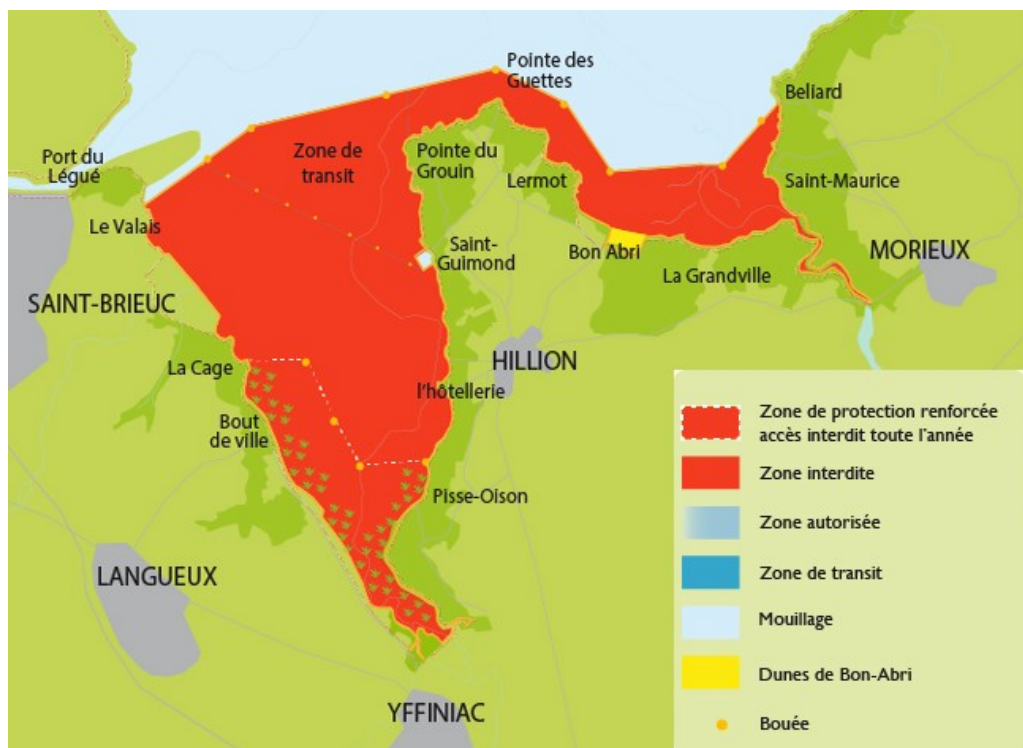 Pointe des
Guettes
Beliard
Port du
Légué
Zone de
transit
Pointe du
Grouin
Lermot
Saint-Maurice
Le Valais
Saint-
Guimond
Bon Abri
MORIEUX
La Grandville
SAINT-BRIEUC
La Cage
HILLION
l'hôtellerie
Bout
de ville
Pisse-Oison
LANGUEUX
YFFINIAC
Zone de protection renforcée
accès interdit toute l'année
Zone interdite
Zone autorisée
Zone de transit
Mouillage
Dunes de Bon-Abri
Bouée